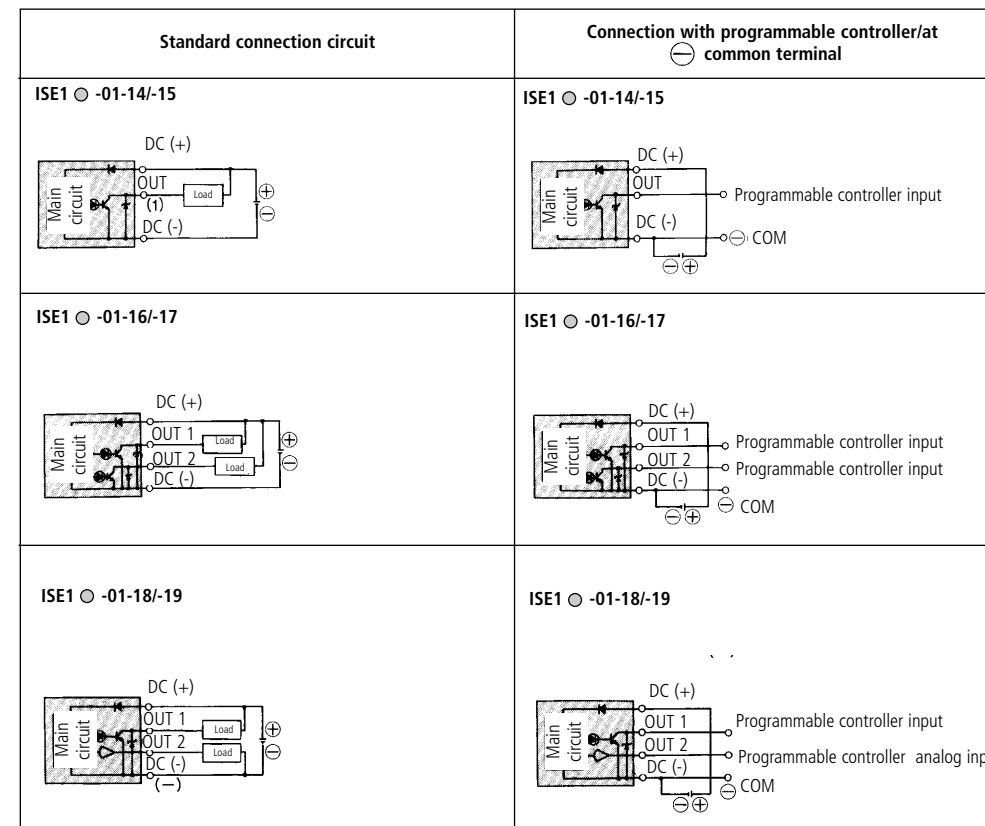 Standard connection circuit
Connection with programmable controller/at
⊖ common terminal
ISE1 ○ -01-14/-15
DC (+)
Main
circuit
OUT
(1)
Load
⊕
⊖
DC (-)
ISE1 ○ -01-14/-15
DC (+)
Main
circuit
OUT
Programmable controller input
DC (-)
⊖ COM
⊖ ⊕
ISE1 ○ -01-16/-17
DC (+)
Main
circuit
OUT 1
Load
OUT 2
Load
⊕
⊖
DC (-)
ISE1 ○ -01-16/-17
DC (+)
Main
circuit
OUT 1
Programmable controller input
OUT 2
Programmable controller input
DC (-)
⊖ COM
⊖ ⊕
ISE1 ○ -01-18/-19
DC (+)
Main
circuit
OUT 1
Load
OUT 2
Load
⊕
⊖
DC (-)
(−)
ISE1 ○ -01-18/-19
DC (+)
Main
circuit
OUT 1
Programmable controller input
OUT 2
Programmable controller analog inp
DC (-)
⊖ COM
⊖ ⊕